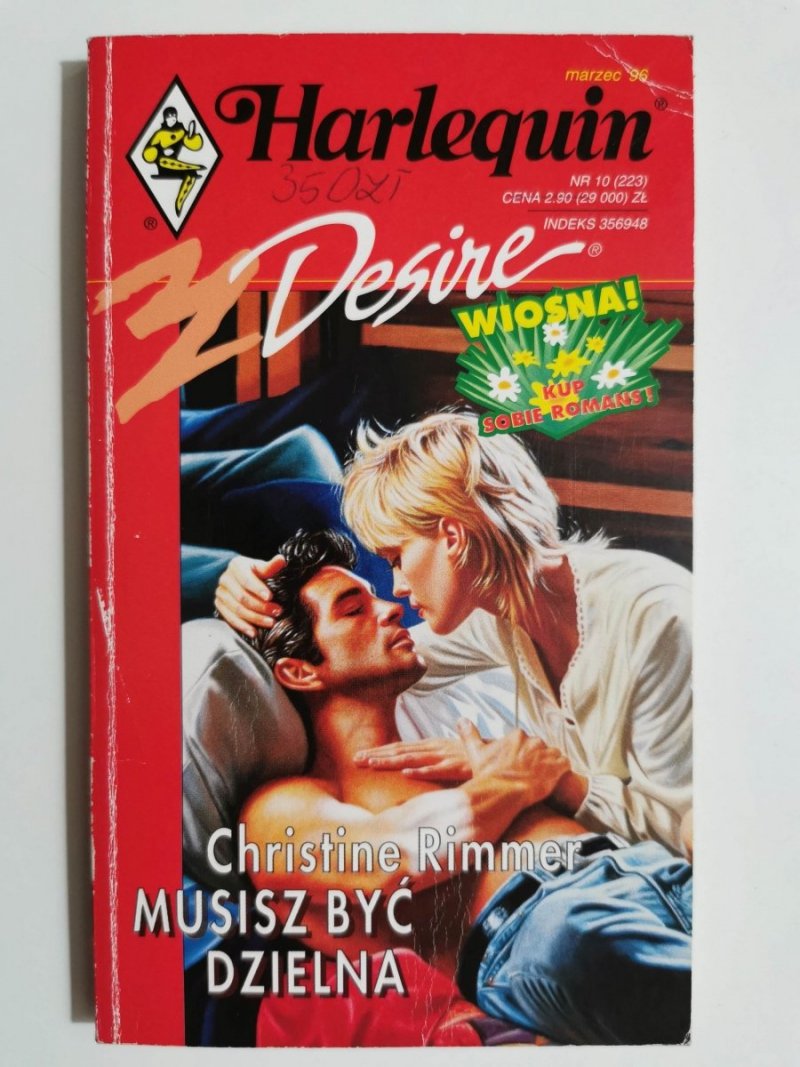 marzec '96
Harlequin®
NR 10 (223)
CENA 2.90 (29 000) ZŁ
INDEKS 356948
350zł
®
Desire®
WIOSNA!
KUP
SOBIE ROMANS!
Christine Rimmer
MUSISZ BYĆ
DZIELNA